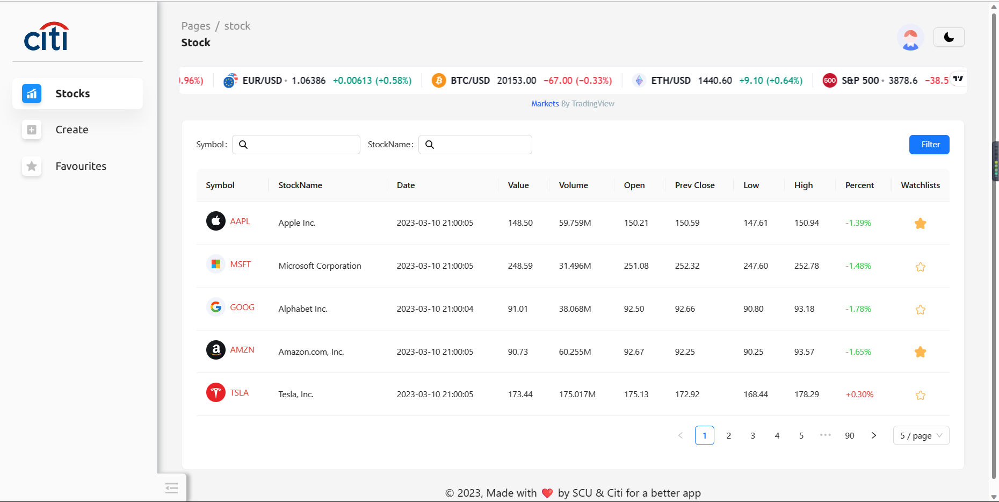 citi
Pages / stock
Stock
Stocks
Create
Favourites
.96%) EUR/USD • 1.06386 +0.00613 (+0.58%) BTC/USD 20153.00 −67.00 (−0.33%) ETH/USD 1440.60 +9.10 (+0.64%) 500 S&P 500 • 3878.6 −38.5
Markets By TradingView
Symbol: StockName: Filter
Symbol StockName Date Value Volume Open Prev Close Low High Percent Watchlists
AAPL Apple Inc. 2023-03-10 21:00:05 148.50 59.759M 150.21 150.59 147.61 150.94 -1.39%
MSFT Microsoft Corporation 2023-03-10 21:00:05 248.59 31.496M 251.08 252.32 247.60 252.78 -1.48%
GOOG Alphabet Inc. 2023-03-10 21:00:04 91.01 38.068M 92.50 92.66 90.80 93.18 -1.78%
AMZN Amazon.com, Inc. 2023-03-10 21:00:05 90.73 60.255M 92.67 92.25 90.25 93.57 -1.65%
TSLA Tesla, Inc. 2023-03-10 21:00:05 173.44 175.017M 175.13 172.92 168.44 178.29 +0.30%
< 1 2 3 4 5 ••• 90 > 5 / page
© 2023, Made with ❤️ by SCU & Citi for a better app